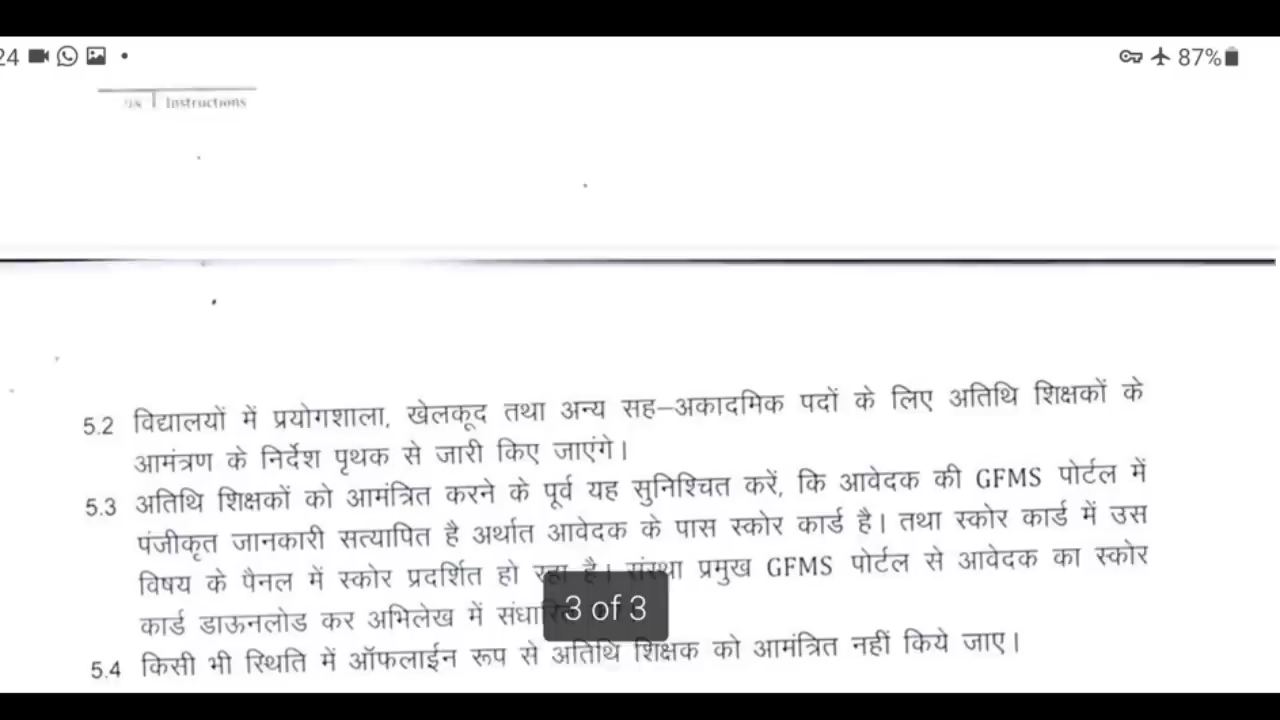 24
87%
Instructions
5.2 विद्यालयों में प्रयोगशाला, खेलकूद तथा अन्य सह–अकादमिक पदों के लिए अतिथि शिक्षकों के
आमंत्रण के निर्देश पृथक से जारी किए जाएंगे।
5.3 अतिथि शिक्षकों को आमंत्रित करने के पूर्व यह सुनिश्चित करें, कि आवेदक की GFMS पोर्टल में
पंजीकृत जानकारी सत्यापित है अर्थात आवेदक के पास स्कोर कार्ड है। तथा स्कोर कार्ड में उस
विषय के पैनल में स्कोर प्रदर्शित हो रहा है। संस्था प्रमुख GFMS पोर्टल से आवेदक का स्कोर
कार्ड डाऊनलोड कर अभिलेख में
3 of 3
5.4 किसी भी स्थिति में ऑफलाईन रूप से अतिथि शिक्षक को आमंत्रित नहीं किये जाए।